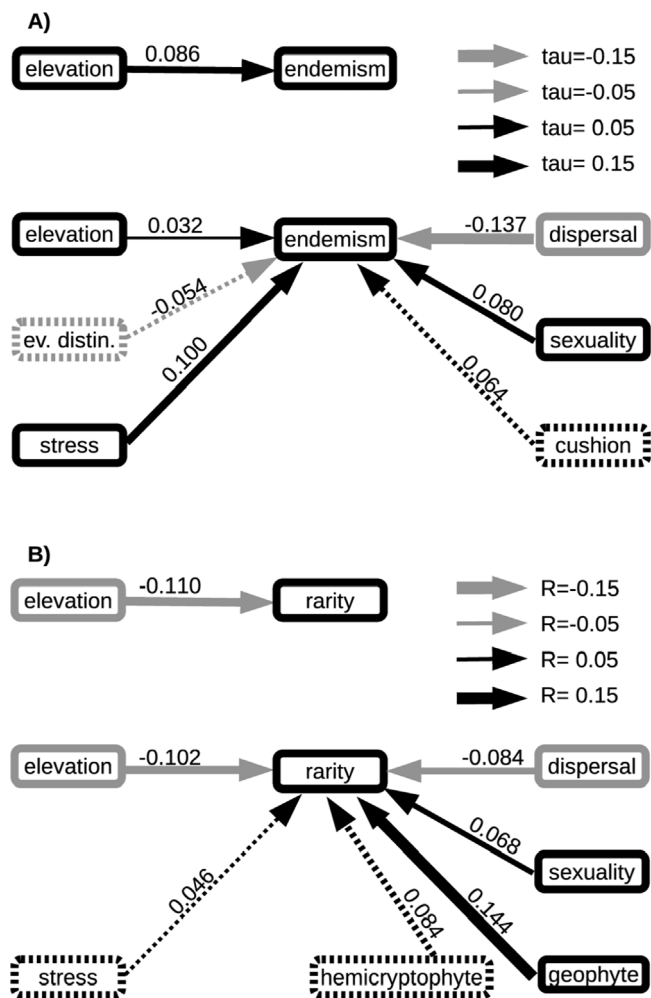 A)
elevation 0.086 endemism
tau=-0.15
tau=-0.05
tau= 0.05
tau= 0.15
elevation 0.032 endemism -0.137 dispersal
-0.054
ev. distin.
0.080
sexuality
0.100
0.064
stress
cushion
B)
elevation -0.110 rarity
R=-0.15
R=-0.05
R= 0.05
R= 0.15
elevation -0.102 rarity -0.084 dispersal
0.068
sexuality
0.046
0.084
0.144
stress
hemicryptophyte
geophyte